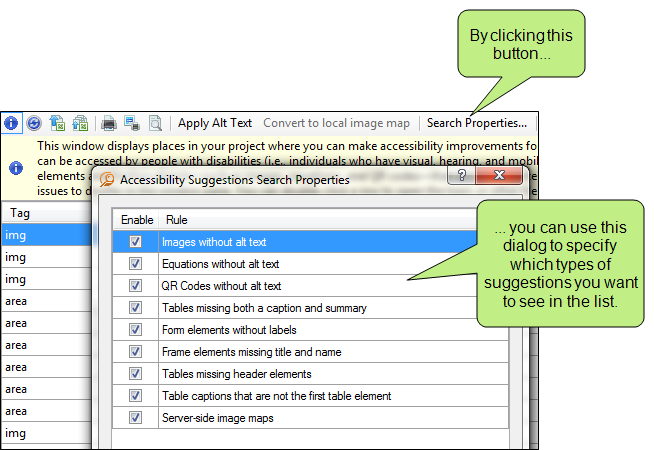 By clicking this
button...
Apply Alt Text Convert to local image map Search Properties...
This window displays places in your project where you can make accessibility improvements fo
can be accessed by people with disabilities (i.e., individuals who have visual, hearing, and mobil
elements a
issues to d
Accessibility Suggestions Search Properties
?
Tag
img
img
img
area
area
area
area
area
img
Enable Rule
Images without alt text
Equations without alt text
QR Codes without alt text
Tables missing both a caption and summary
Form elements without labels
Frame elements missing title and name
Tables missing header elements
Table captions that are not the first table element
Server-side image maps
... you can use this
dialog to specify
which types of
suggestions you want
to see in the list.